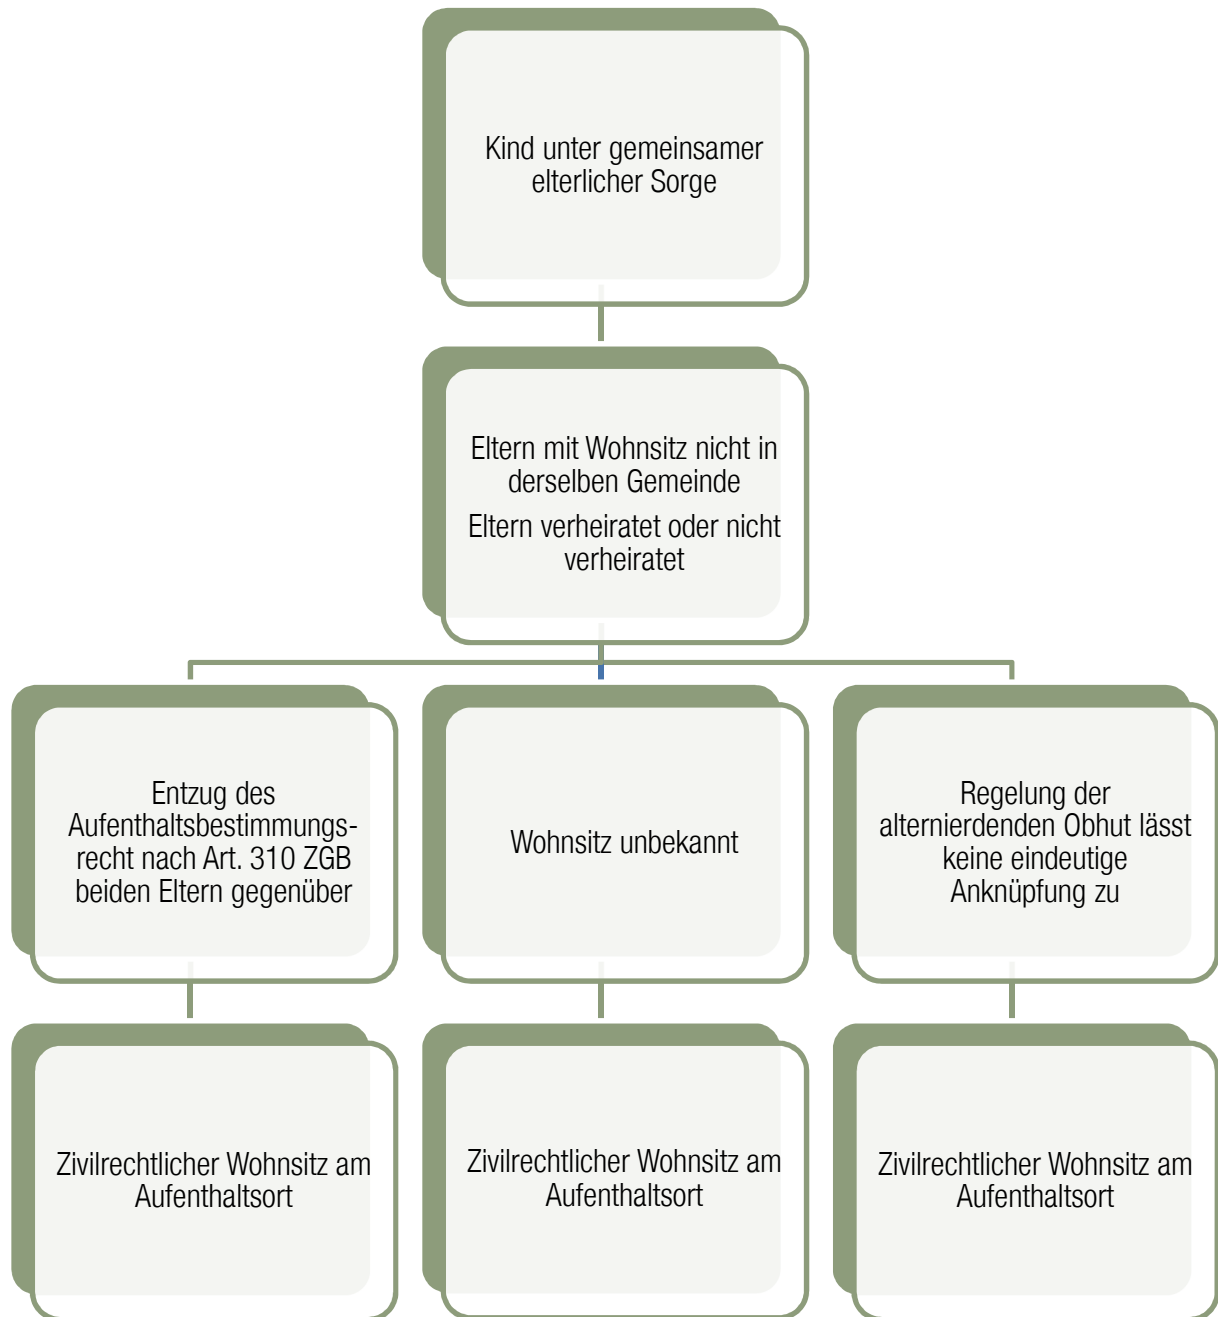 Kind unter gemeinsamer
elterlicher Sorge
Eltern mit Wohnsitz nicht in
derselben Gemeinde
Eltern verheiratet oder nicht
verheiratet
Entzug des
Aufenthaltsbestimmungs-
recht nach Art. 310 ZGB
beiden Eltern gegenüber
Wohnsitz unbekannt
Regelung der
alternierdenden Obhut lässt
keine eindeutige
Anknüpfung zu
Zivilrechtlicher Wohnsitz am
Aufenthaltsort
Zivilrechtlicher Wohnsitz am
Aufenthaltsort
Zivilrechtlicher Wohnsitz am
Aufenthaltsort